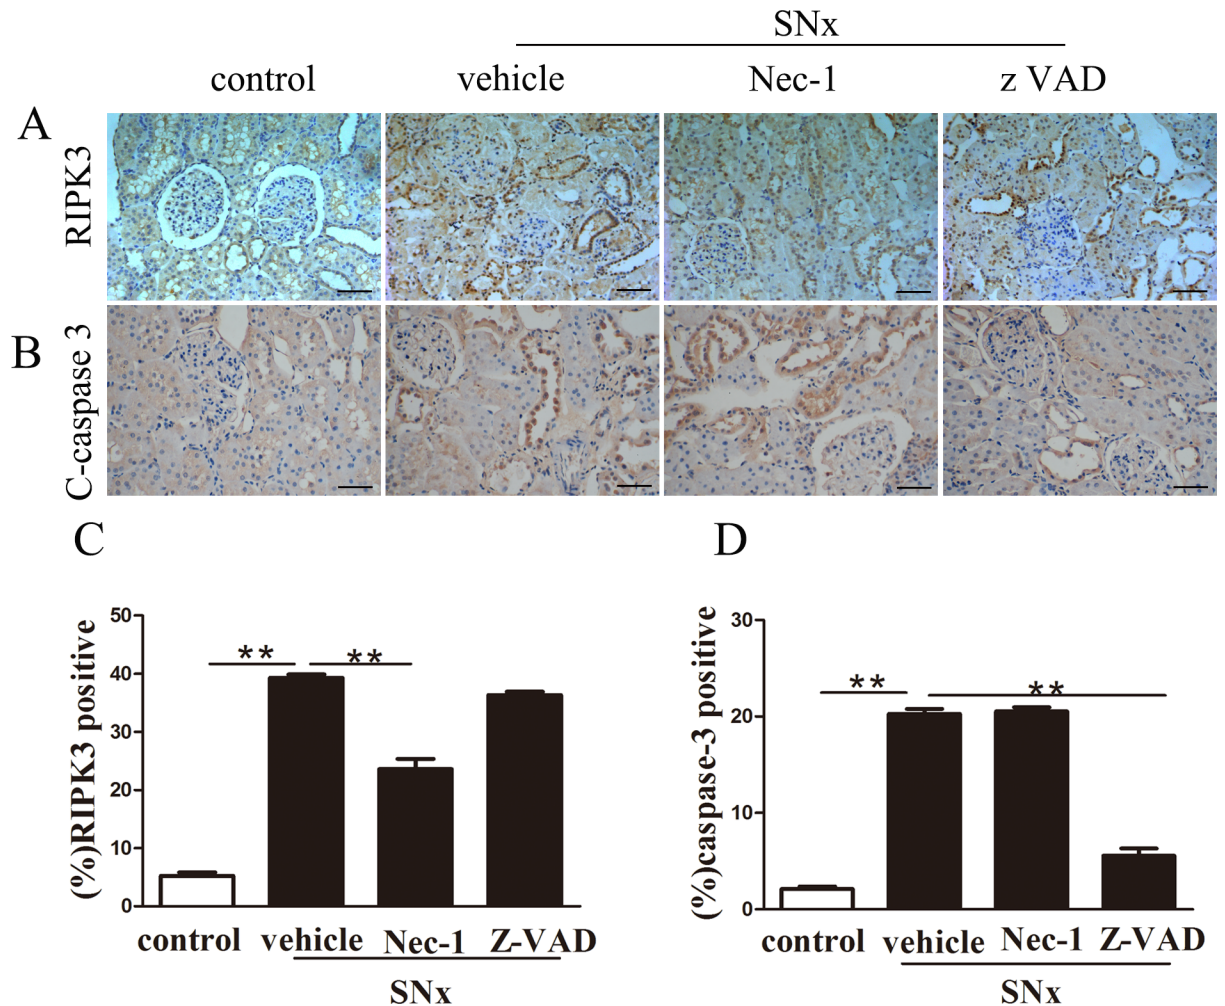 SNx
control vehicle Nec-1 z VAD
A
RIPK3
B
C-caspase 3
C
D
(%)RIPK3 positive
50
40
30
20
10
0
** **
control vehicle Nec-1 Z-VAD
SNx
(%)caspase-3 positive
30
20
10
0
** **
control vehicle Nec-1 Z-VAD
SNx